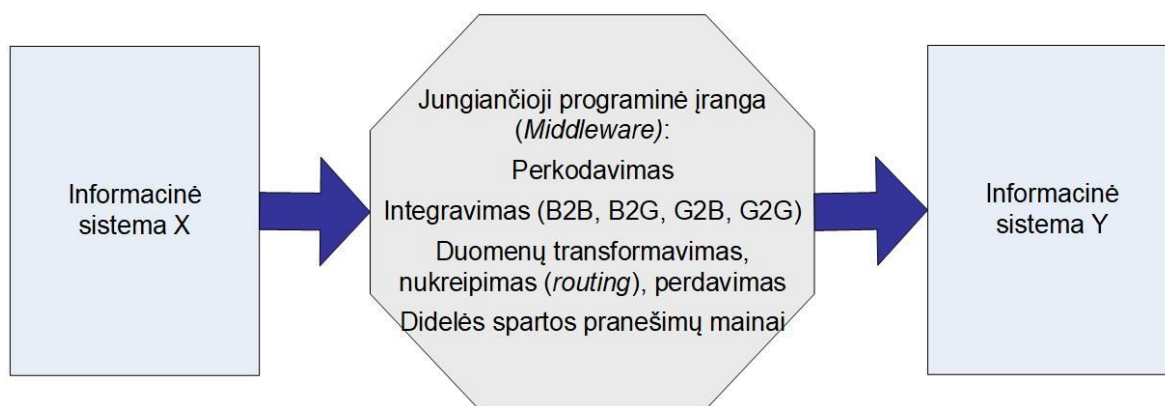 Informacinė
sistema X
Jungiančioji programinė įranga
(Middleware):
Perkodavimas
Integravimas (B2B, B2G, G2B, G2G)
Duomenų transformavimas,
nukreipimas (routing), perdavimas
Didelės spartos pranešimų mainai
Informacinė
sistema Y